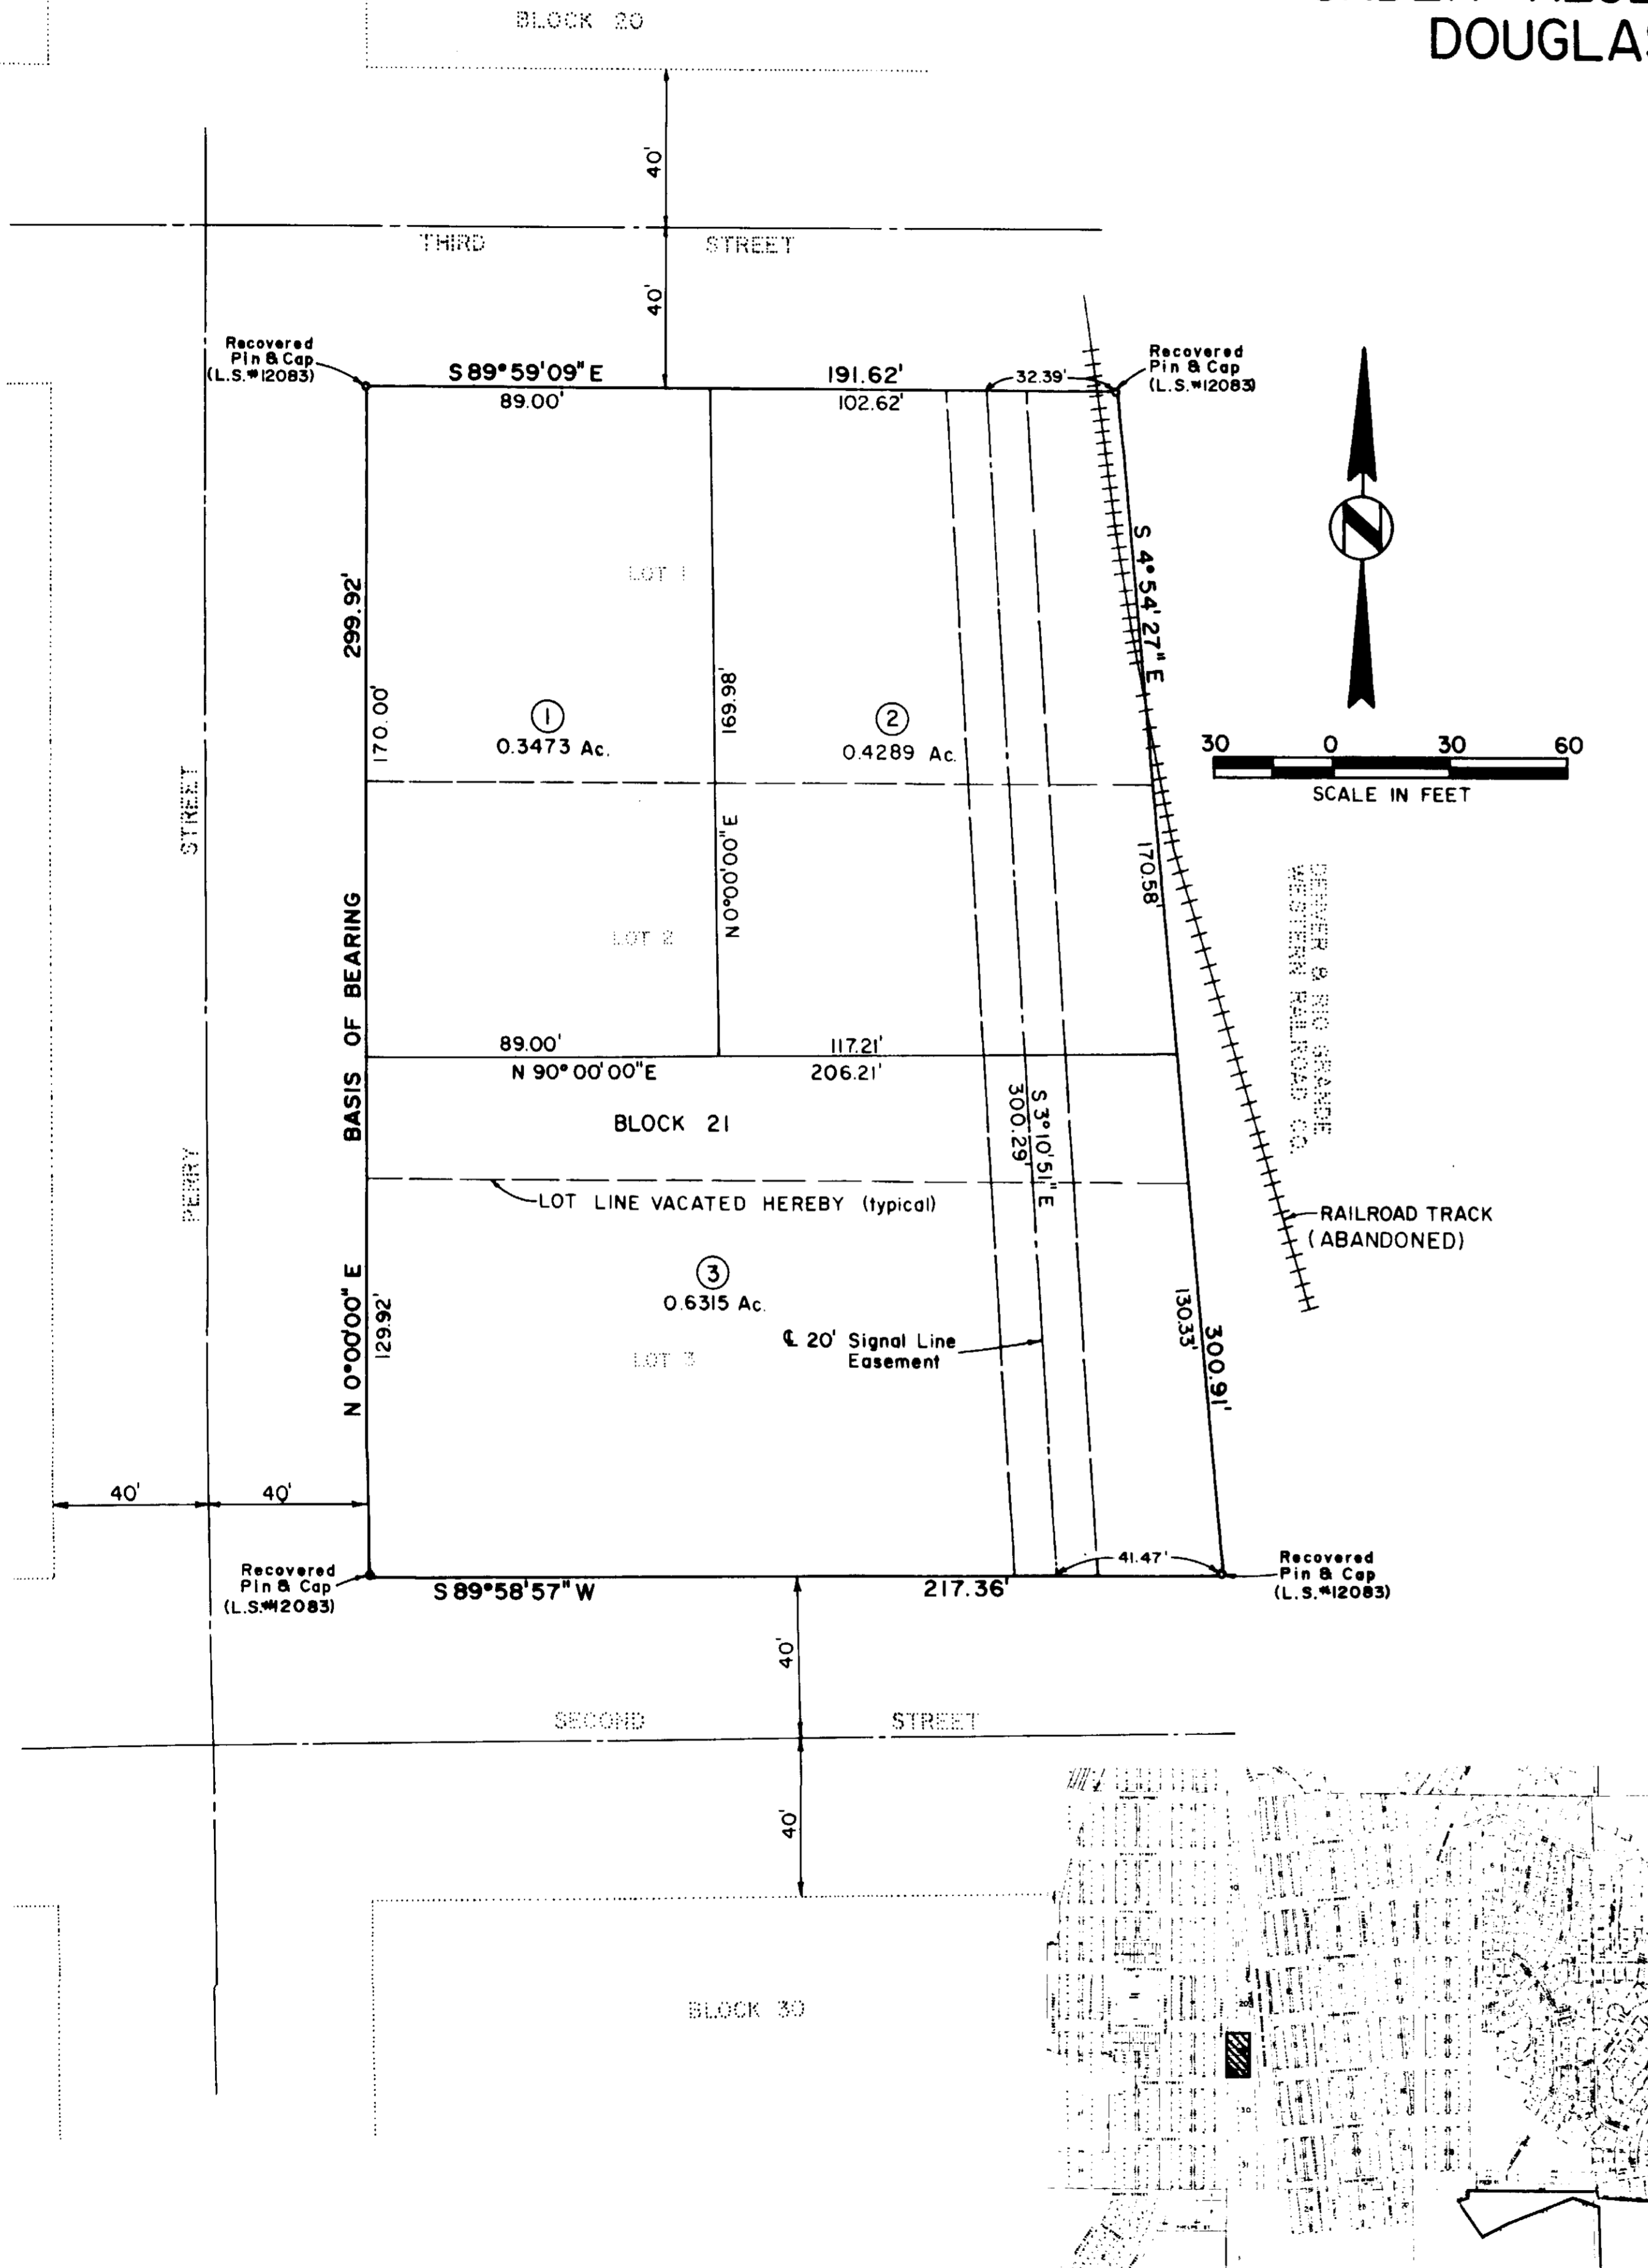 DOUGLAS
BLOCK 20
40'
THIRD STREET
40'
Recovered
Pin & Cap
(L.S.#12083)
S 89°59'09" E
191.62'
32.39'
89.00'
102.62'
Recovered
Pin & Cap
(L.S.#12083)
299.92'
170.00'
LOT 1
169.98'
S 4°54'27" E
1
0.3473 Ac.
2
0.4289 Ac.
30 0 30 60
SCALE IN FEET
PERRY STREET
BASIS OF BEARING
N 0°00'00" E
LOT 2
N 0°00'00" E
170.58'
DENVER & RIO GRANDE
WESTERN RAILROAD CO.
89.00'
117.21'
N 90°00'00" E
206.21'
BLOCK 21
S 3°10'51" E
300.29'
LOT LINE VACATED HEREBY (typical)
RAILROAD TRACK
(ABANDONED)
3
0.6315 Ac.
129.92'
130.33'
300.91'
℄ 20' Signal Line
Easement
LOT 3
40'
40'
Recovered
Pin & Cap
(L.S.#12083)
S 89°58'57" W
217.36'
41.47'
Recovered
Pin & Cap
(L.S.#12083)
40'
SECOND STREET
40'
BLOCK 30